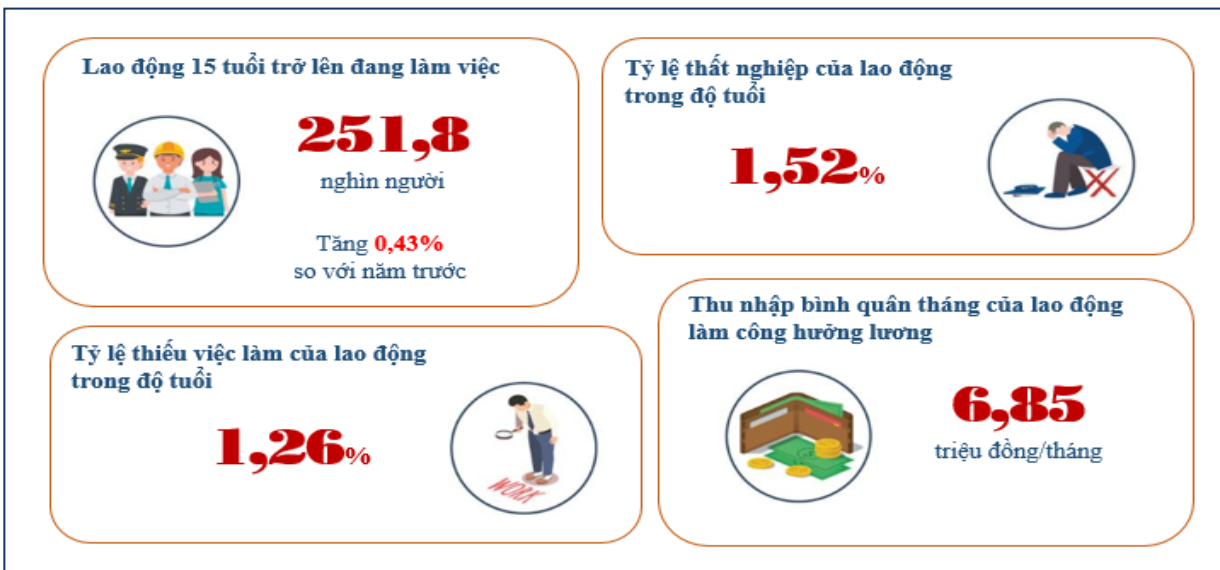 Lao động 15 tuổi trở lên đang làm việc
251,8
nghìn người
Tăng 0,43%
so với năm trước
Tỷ lệ thất nghiệp của lao động
trong độ tuổi
1,52%
Tỷ lệ thiếu việc làm của lao động
trong độ tuổi
1,26%
WORK
Thu nhập bình quân tháng của lao động
làm công hưởng lương
6,85
triệu đồng/tháng